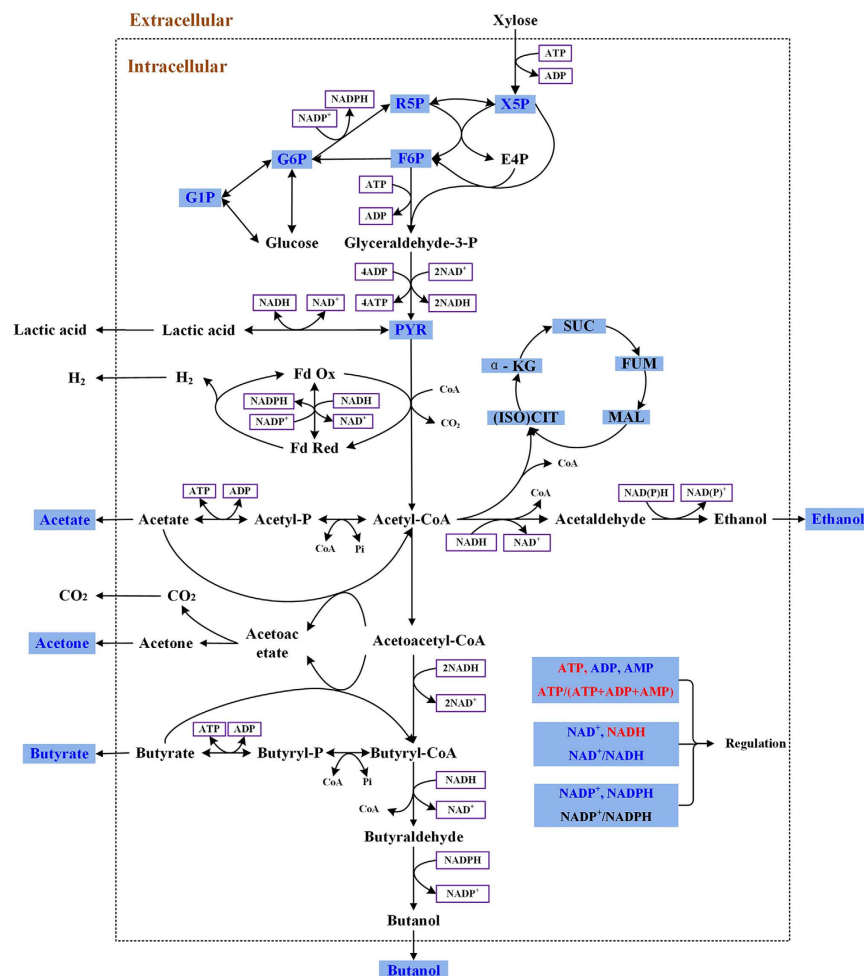 Extracellular
Xylose
Intracellular
ATP
ADP
NADPH
NADP⁺
R5P
X5P
G6P
F6P
E4P
G1P
ATP
ADP
Glucose
Glyceraldehyde-3-P
4ADP
2NAD⁺
4ATP
2NADH
NADH
NAD⁺
Lactic acid
Lactic acid
PYR
SUC
α - KG
FUM
(ISO)CIT
MAL
H₂
H₂
Fd Ox
NADPH
NADH
NADP⁺
NAD⁺
Fd Red
CoA
CO₂
CoA
ATP
ADP
CoA
NAD(P)H
NAD(P)⁺
Acetate
Acetate
Acetyl-P
Acetyl-CoA
Acetaldehyde
Ethanol
Ethanol
CoA
Pi
NADH
NAD⁺
CO₂
CO₂
Acetone
Acetone
Acetoac
etate
Acetoacetyl-CoA
2NADH
2NAD⁺
ATP, ADP, AMP
ATP/(ATP+ADP+AMP)
NAD⁺, NADH
NAD⁺/NADH
Regulation
NADP⁺, NADPH
NADP⁺/NADPH
ATP
ADP
Butyrate
Butyrate
Butyryl-P
Butyryl-CoA
CoA
Pi
NADH
CoA
NAD⁺
Butyraldehyde
NADPH
NADP⁺
Butanol
Butanol